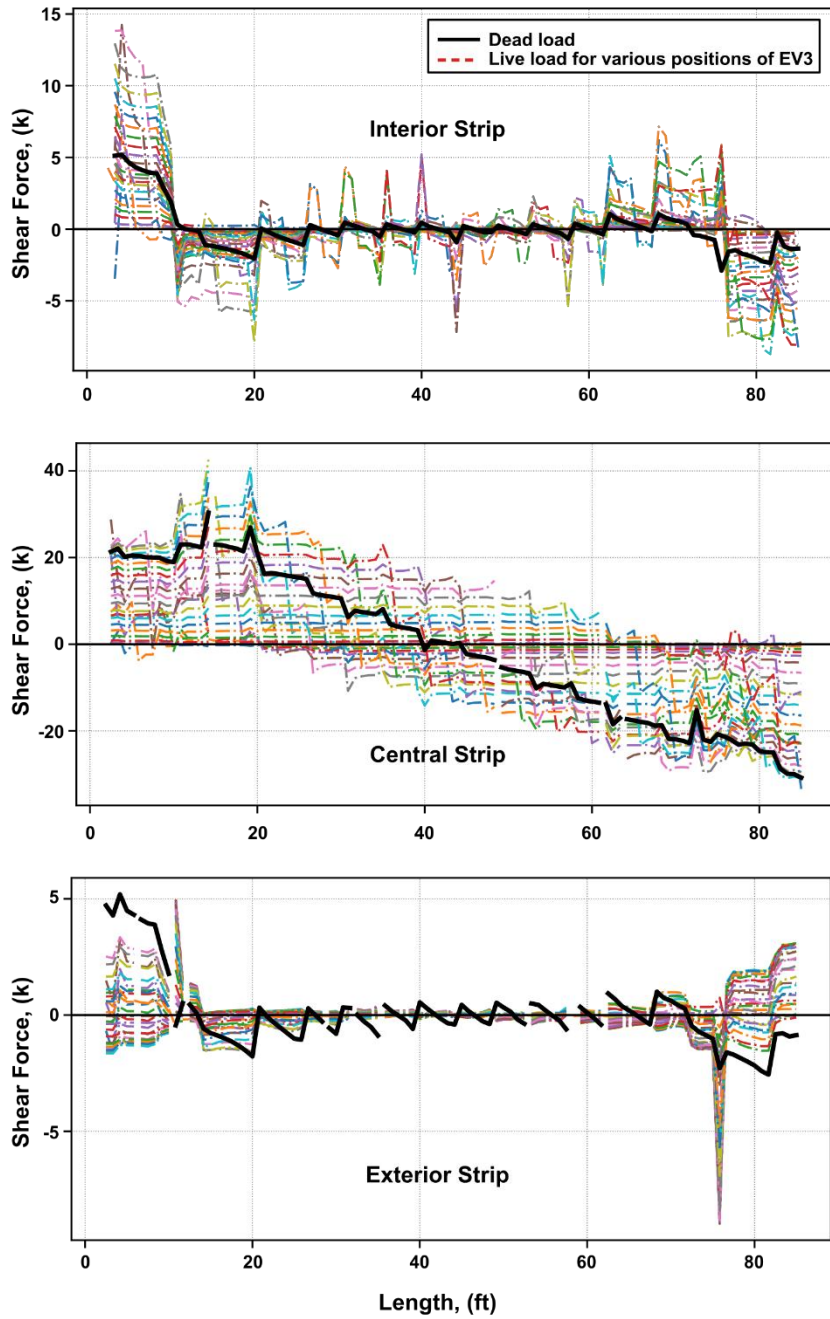 15
10
5
0
-5
Shear Force, (k)
Dead load
Live load for various positions of EV3
Interior Strip
0 20 40 60 80
40
20
0
-20
Shear Force, (k)
Central Strip
0 20 40 60 80
5
0
-5
Shear Force, (k)
Exterior Strip
0 20 40 60 80
Length, (ft)